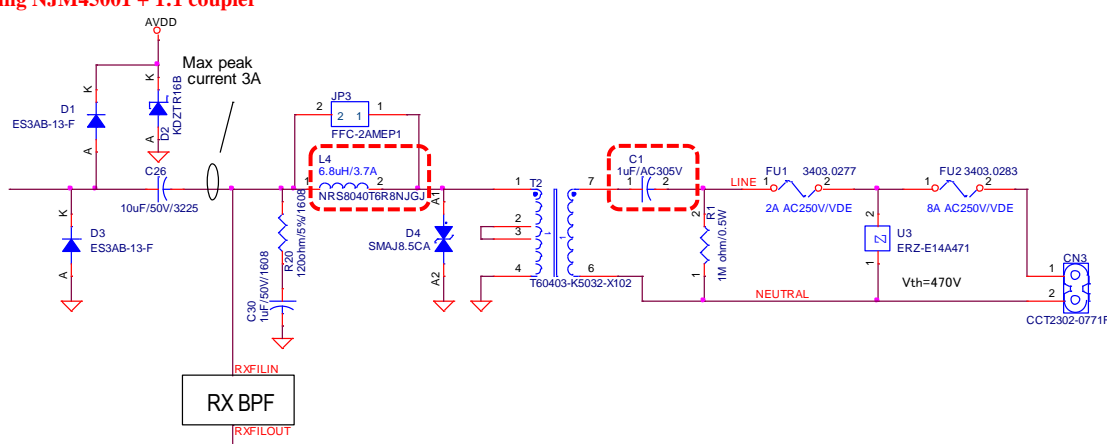 ng NJM45001 + 1:1 coupler
AVDD
Max peak
current 3A
K
K
D1
ES3AB-13-F
D2
KDZTR16B
A
A
2
JP3
2 1
1
FFC-2AMEP1
C26
10uF/50V/3225
L4
6.8uH/3.7A
1
2
NRS8040T6R8NJGJ
C1
1uF/AC305V
1
2
LINE
FU1
3403.0277
1
2
2A AC250V/VDE
FU2
3403.0283
1
2
8A AC250V/VDE
K
D3
ES3AB-13-F
A
R20
120ohm/5%/1608
C30
1uF/50V/1608
A1
D4
SMAJ8.5CA
A2
1
T2
7
2
3
4
6
T60403-K5032-X102
2
R1
1M ohm/0.5W
1
2
U3
Z
ERZ-E14A471
1
Vth=470V
NEUTRAL
CN3
1
2
CCT2302-0771F
RXFILIN
RX BPF
RXFILOUT